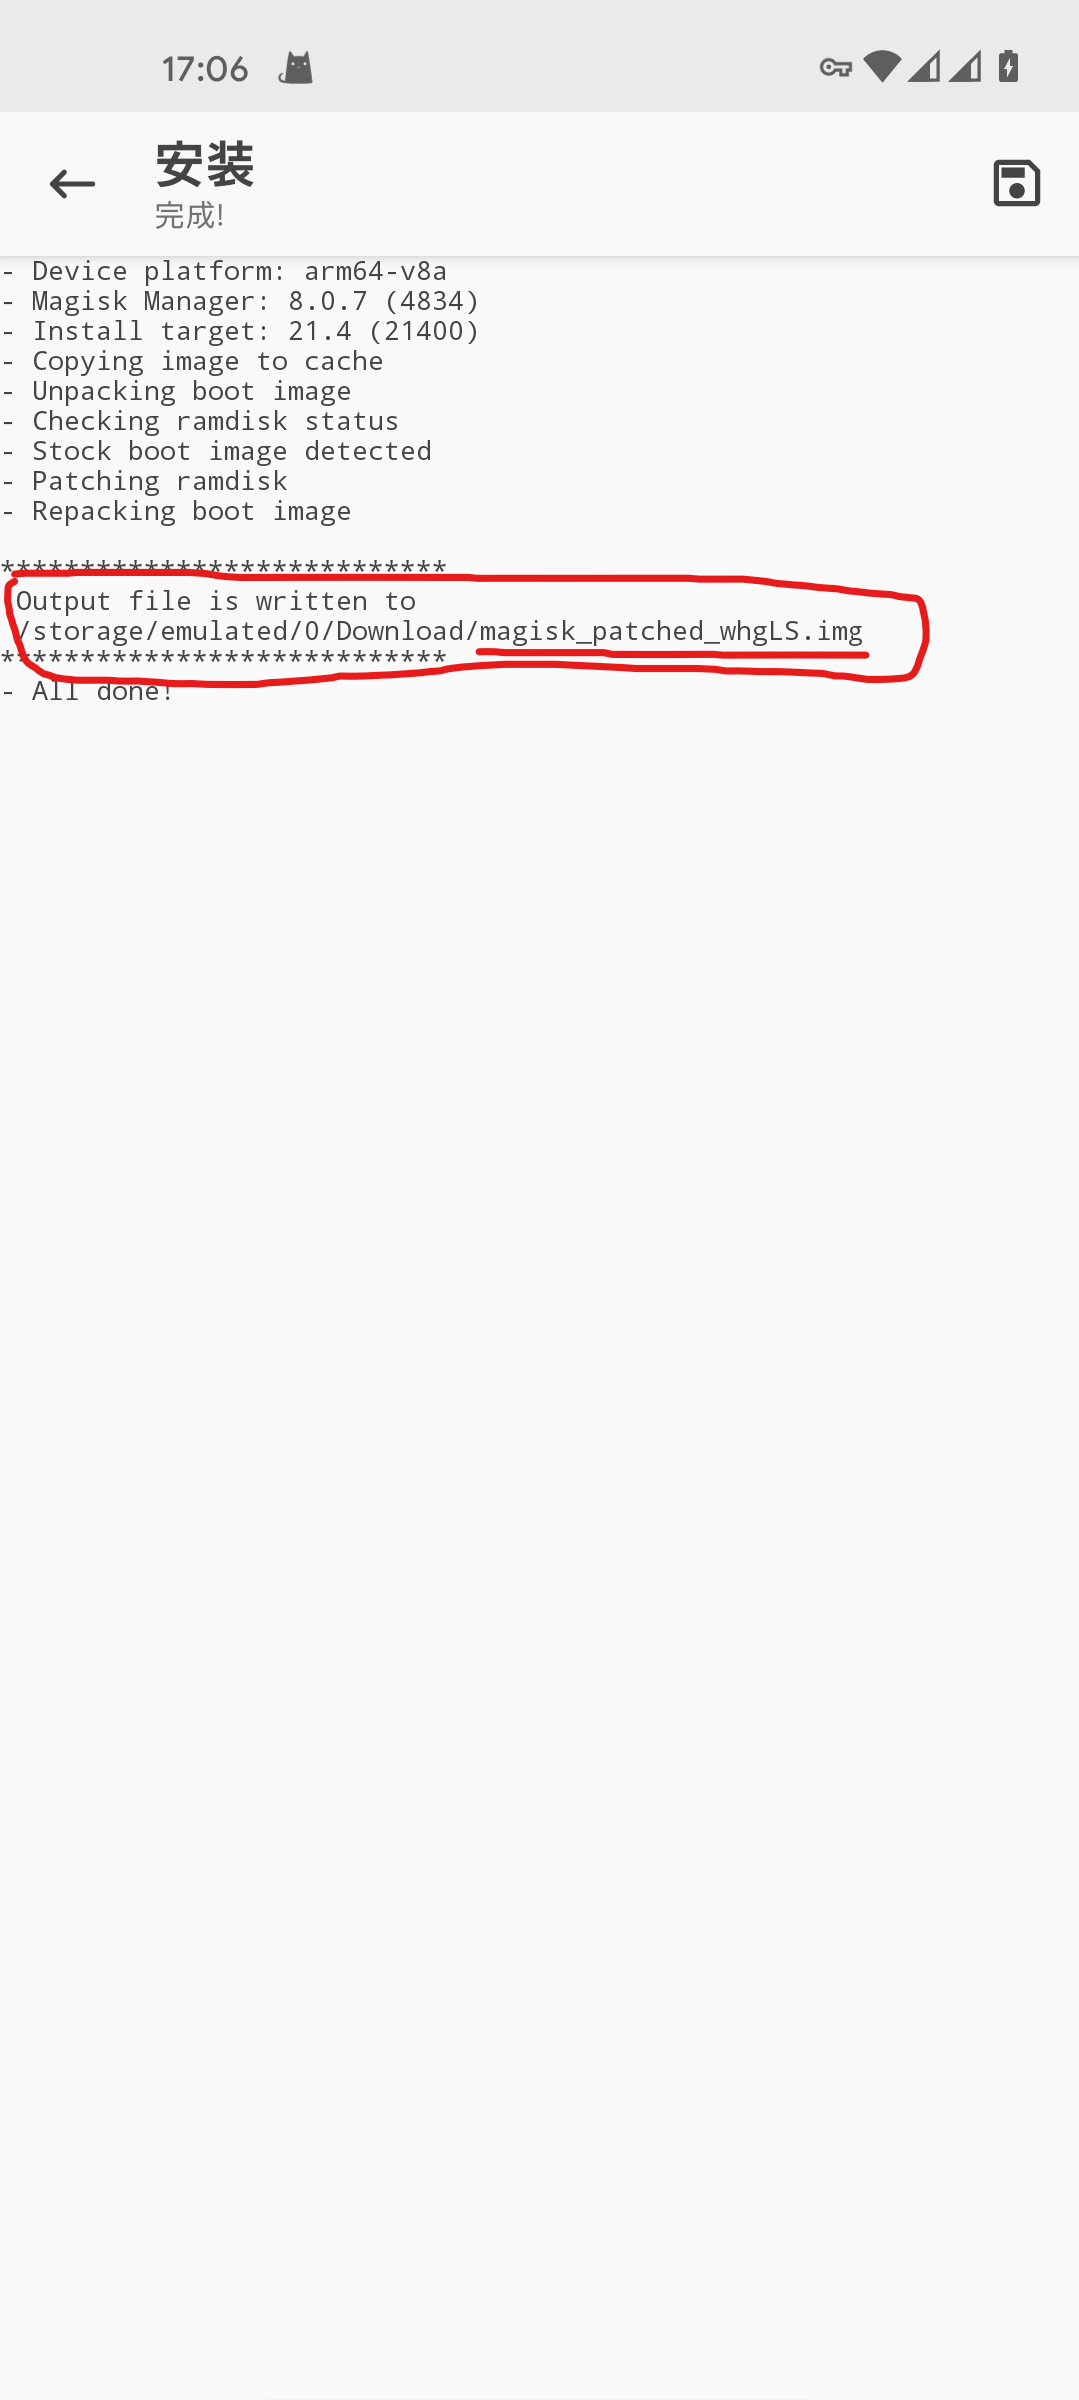 17:06
安装
完成!
- Device platform: arm64-v8a
- Magisk Manager: 8.0.7 (4834)
- Install target: 21.4 (21400)
- Copying image to cache
- Unpacking boot image
- Checking ramdisk status
- Stock boot image detected
- Patching ramdisk
- Repacking boot image
****************************
Output file is written to
/storage/emulated/0/Download/magisk_patched_whgLS.img
****************************
- All done!